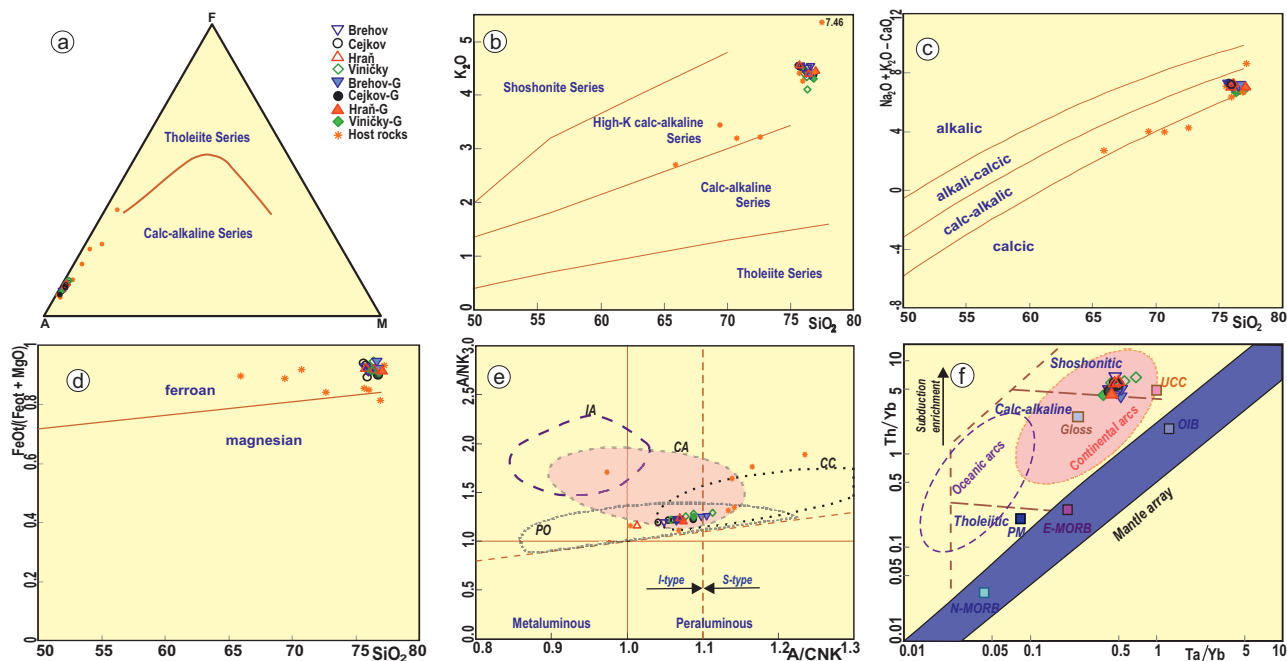 a
F
A
M
Tholeiite Series
Calc-alkaline Series
Brehov
Cejkov
Hraň
Viničky
Brehov-G
Cejkov-G
Hraň-G
Viničky-G
Host rocks
b
7.46
K2O
5
4
3
2
1
0
Shoshonite Series
High-K calc-alkaline
Series
Calc-alkaline
Series
Tholeiite Series
50
55
60
65
70
75
80
SiO2
c
Na2O + K2O – CaO
12
8
4
0
-4
-8
alkalic
alkali-calcic
calc-alkalic
calcic
50
55
60
65
70
75
80
SiO2
d
FeOt/(Feot + MgO)
1
0.8
0.6
0.4
0.2
0
ferroan
magnesian
50
55
60
65
70
75
80
SiO2
e
A/NK
3.0
2.5
2.0
1.5
1.0
0.5
0.0
IA
CA
CC
PO
I-type
S-type
Metaluminous
Peraluminous
0.8
0.9
1.0
1.1
1.2
1.3
A/CNK
f
Th/Yb
10
5
1
0.5
0.1
0.05
0.01
Subduction
enrichment
Shoshonitic
UCC
Calc-alkaline
Gloss
OIB
Continental arcs
Oceanic arcs
Tholeiitic
PM
E-MORB
Mantle array
N-MORB
0.01
0.05
0.1
0.5
1
5
10
Ta/Yb